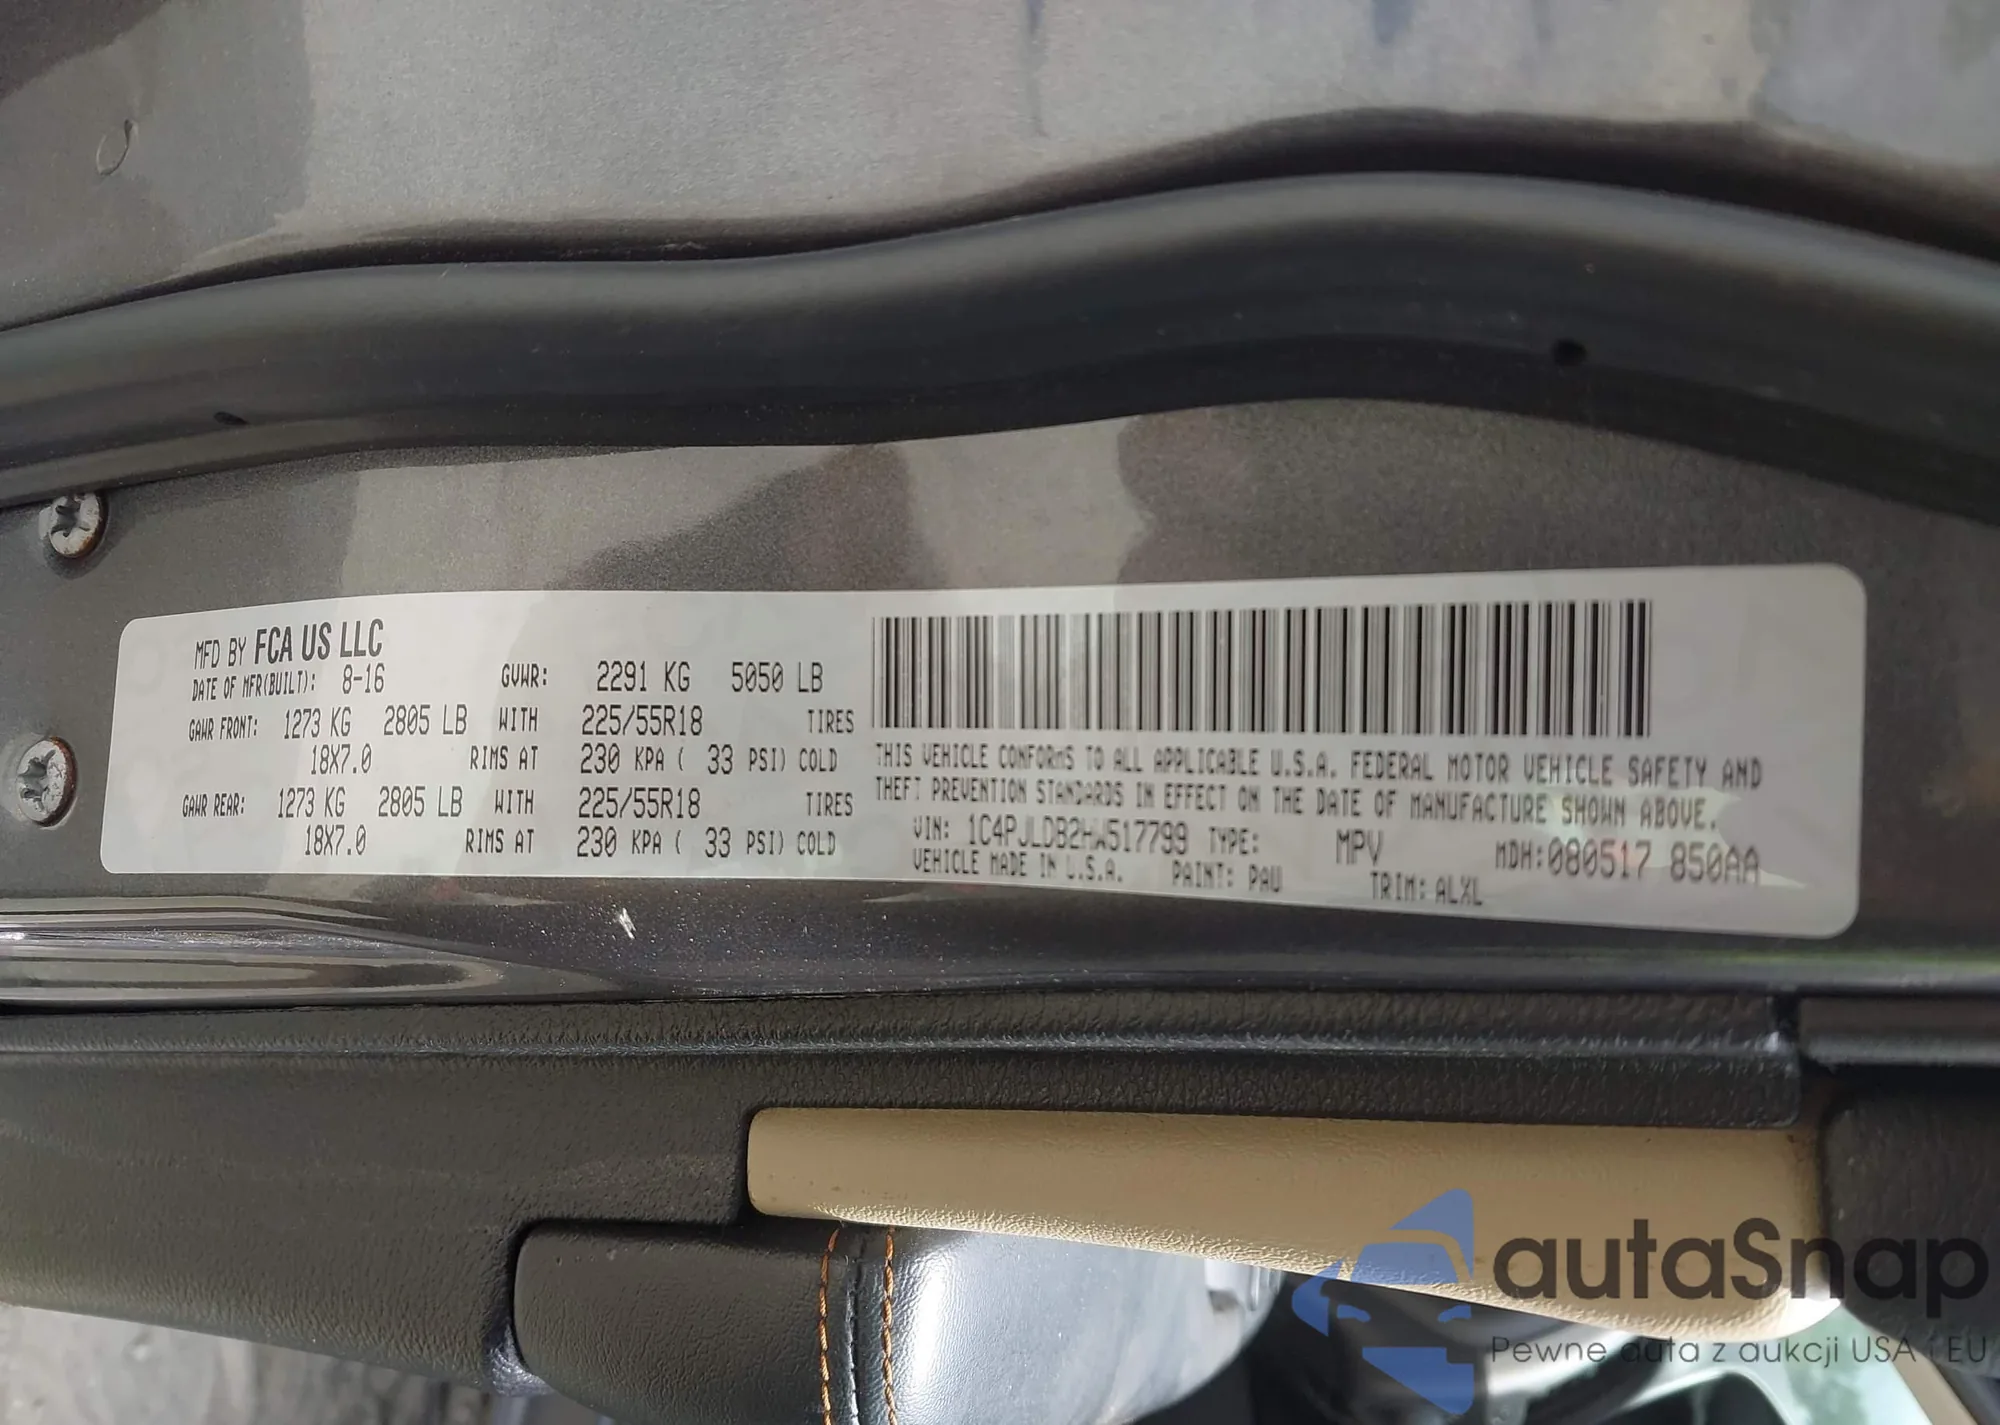 MFD BY FCA US LLC
DATE OF MFR(BUILT): 8-16 GVWR: 2291 KG 5050 LB
GAWR FRONT: 1273 KG 2805 LB WITH 225/55R18 TIRES
18X7.0 RIMS AT 230 KPA ( 33 PSI) COLD
GAWR REAR: 1273 KG 2805 LB WITH 225/55R18 TIRES
18X7.0 RIMS AT 230 KPA ( 33 PSI) COLD
THIS VEHICLE CONFORMS TO ALL APPLICABLE U.S.A. FEDERAL MOTOR VEHICLE SAFETY AND
THEFT PREVENTION STANDARDS IN EFFECT ON THE DATE OF MANUFACTURE SHOWN ABOVE.
VIN: 1C4PJLDB2HW517799 TYPE: MPV MDH:080517 850AA
VEHICLE MADE IN U.S.A. PAINT: PAU TRIM: ALXL
autaSnap
Pewne auta z aukcji USA i EU